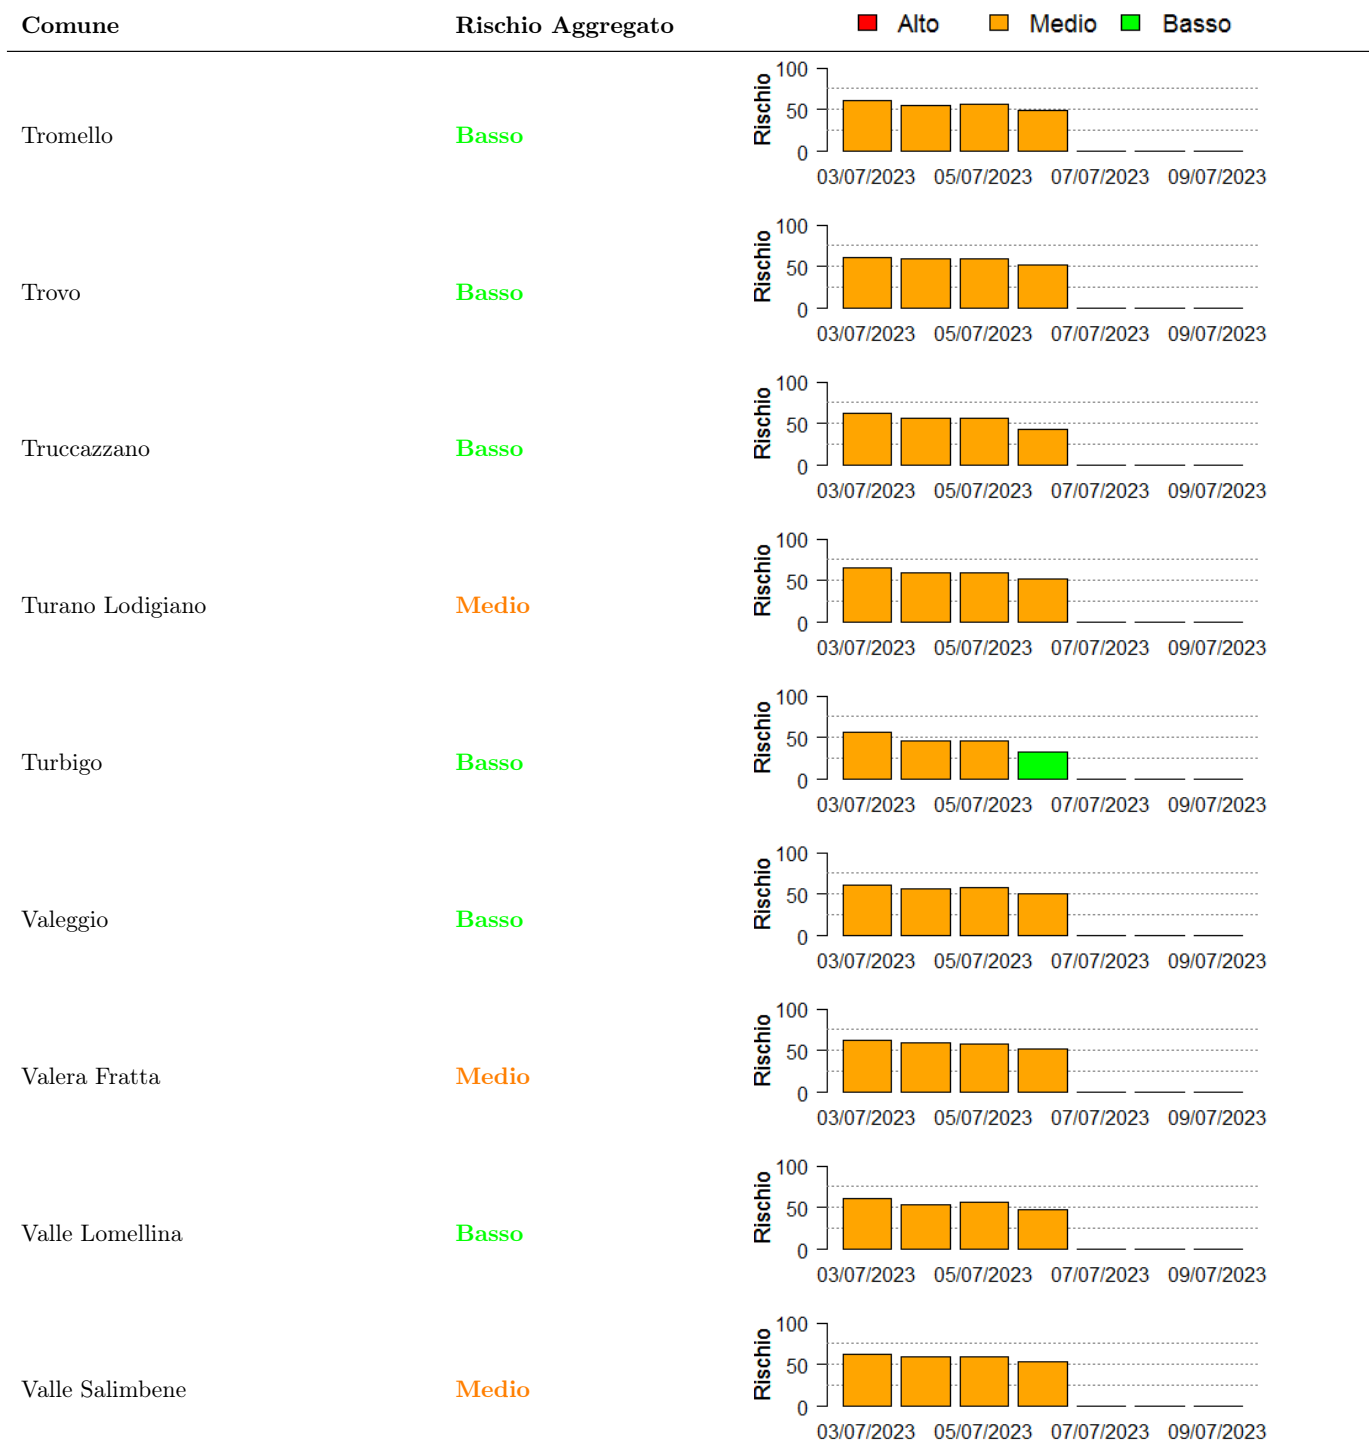 Comune Rischio Aggregato Alto Medio Basso
100
50
0
Rischio
Tromello Basso
03/07/2023 05/07/2023 07/07/2023 09/07/2023
100
50
0
Rischio
Trovo Basso
03/07/2023 05/07/2023 07/07/2023 09/07/2023
100
50
0
Rischio
Truccazzano Basso
03/07/2023 05/07/2023 07/07/2023 09/07/2023
100
50
0
Rischio
Turano Lodigiano Medio
03/07/2023 05/07/2023 07/07/2023 09/07/2023
100
50
0
Rischio
Turbigo Basso
03/07/2023 05/07/2023 07/07/2023 09/07/2023
100
50
0
Rischio
Valeggio Basso
03/07/2023 05/07/2023 07/07/2023 09/07/2023
100
50
0
Rischio
Valera Fratta Medio
03/07/2023 05/07/2023 07/07/2023 09/07/2023
100
50
0
Rischio
Valle Lomellina Basso
03/07/2023 05/07/2023 07/07/2023 09/07/2023
100
50
0
Rischio
Valle Salimbene Medio
03/07/2023 05/07/2023 07/07/2023 09/07/2023